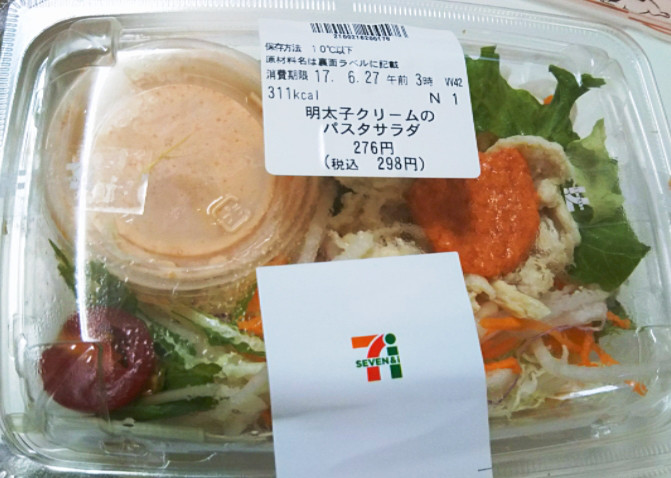 保存方法 10℃以下
原材料名は裏面ラベルに記載
消費期限 17. 6.27 午前 3時 VV42
311kcal N 1
明太子クリームの
パスタサラダ
276円
(税込 298円)
SEVEN&i